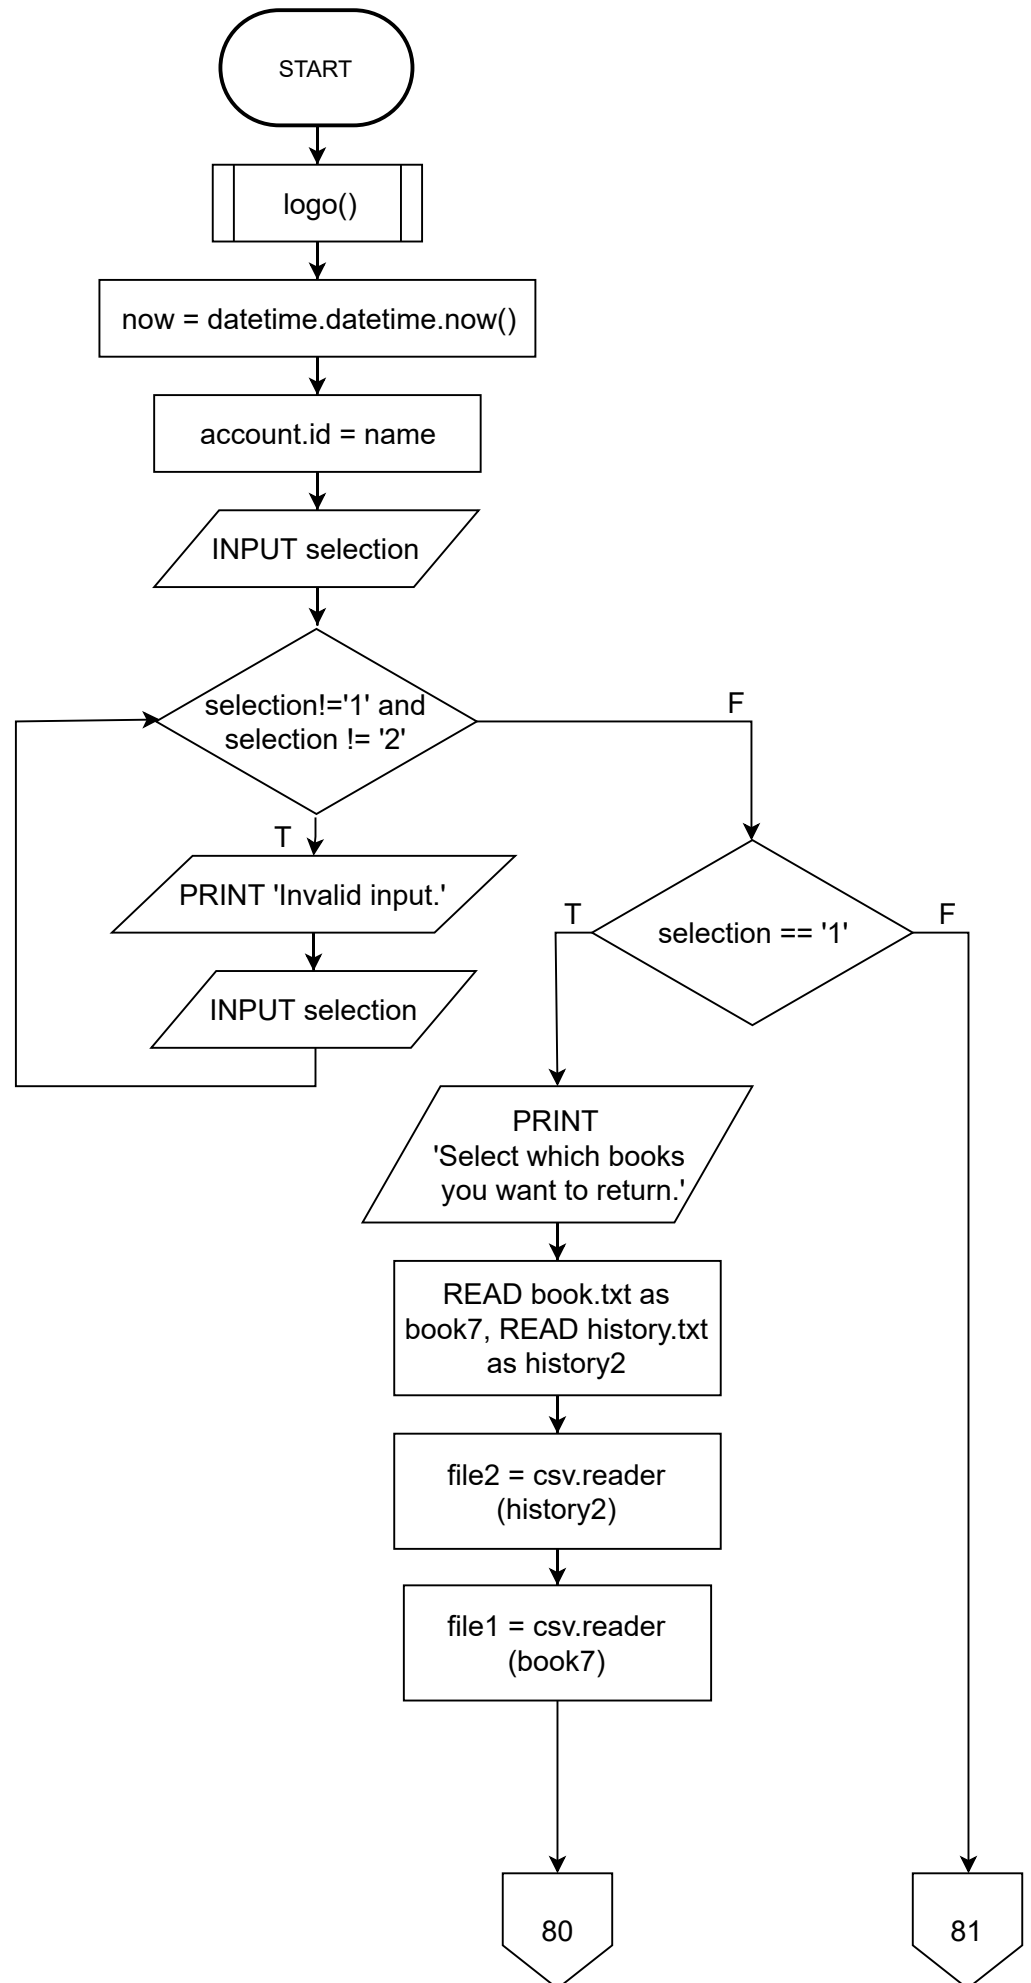 START
logo()
now = datetime.datetime.now()
account.id = name
INPUT selection
selection!='1' and
selection != '2'
F
T
PRINT 'Invalid input.'
INPUT selection
selection == '1'
T
F
PRINT
'Select which books
you want to return.'
READ book.txt as
book7, READ history.txt
as history2
file2 = csv.reader
(history2)
file1 = csv.reader
(book7)
80
81